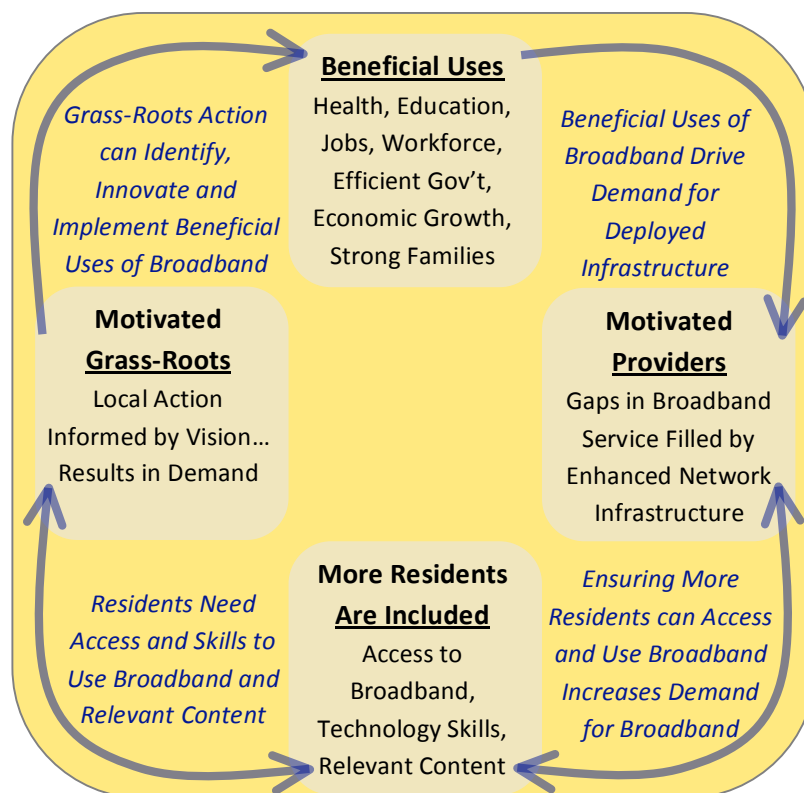 Beneficial Uses
Health, Education,
Jobs, Workforce,
Efficient Gov’t,
Economic Growth,
Strong Families
Grass-Roots Action
can Identify,
Innovate and
Implement Beneficial
Uses of Broadband
Beneficial Uses of
Broadband Drive
Demand for
Deployed
Infrastructure
Motivated
Grass-Roots
Local Action
Informed by Vision…
Results in Demand
Motivated
Providers
Gaps in Broadband
Service Filled by
Enhanced Network
Infrastructure
Residents Need
Access and Skills to
Use Broadband and
Relevant Content
More Residents
Are Included
Access to
Broadband,
Technology Skills,
Relevant Content
Ensuring More
Residents can Access
and Use Broadband
Increases Demand
for Broadband